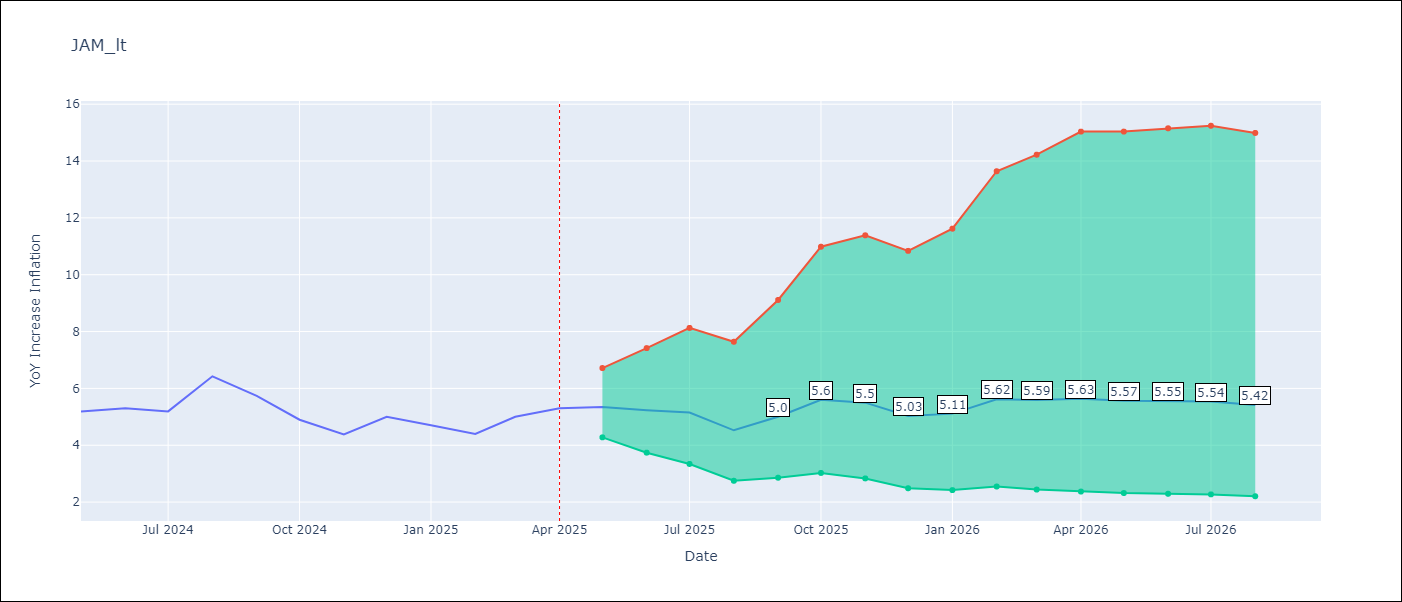 JAM_lt
16
14
12
10
8
6
4
2
YoY Increase Inflation
5.0
5.6
5.5
5.03
5.11
5.62
5.59
5.63
5.57
5.55
5.54
5.42
Jul 2024
Oct 2024
Jan 2025
Apr 2025
Jul 2025
Oct 2025
Jan 2026
Apr 2026
Jul 2026
Date